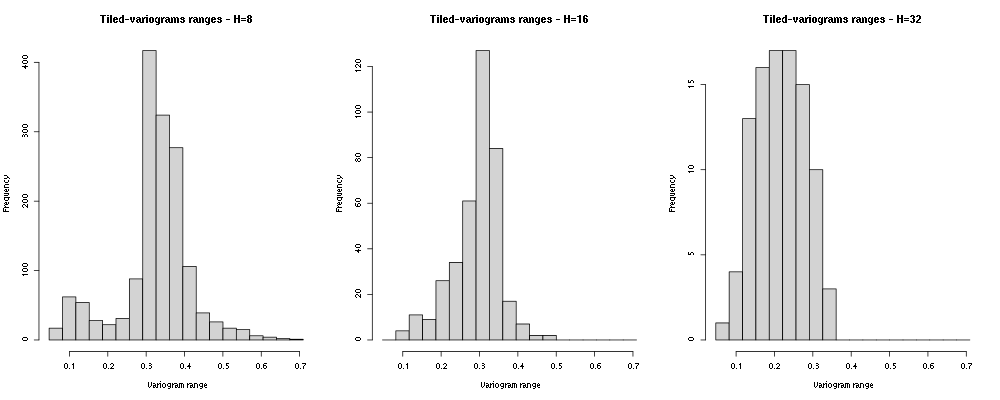 Tiled-variograms ranges - H=8
Tiled-variograms ranges - H=16
Tiled-variograms ranges - H=32
Frequency
0
100
200
300
400
0.1 0.2 0.3 0.4 0.5 0.6 0.7
Variogram range
Frequency
0
20
40
60
80
100
120
0.1 0.2 0.3 0.4 0.5 0.6 0.7
Variogram range
Frequency
0
5
10
15
0.1 0.2 0.3 0.4 0.5 0.6 0.7
Variogram range